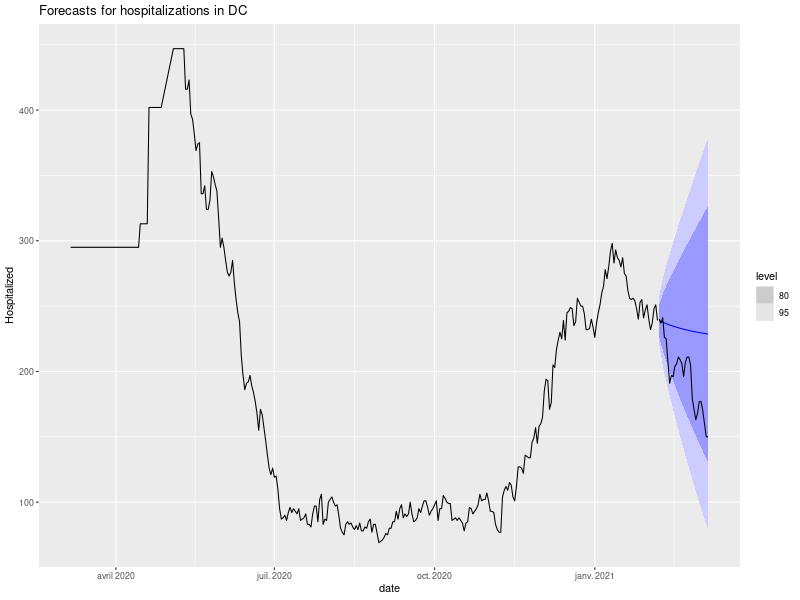 Forecasts for hospitalizations in DC
Hospitalized
400
300
200
100
avril 2020
juil. 2020
oct. 2020
janv. 2021
date
level
80
95